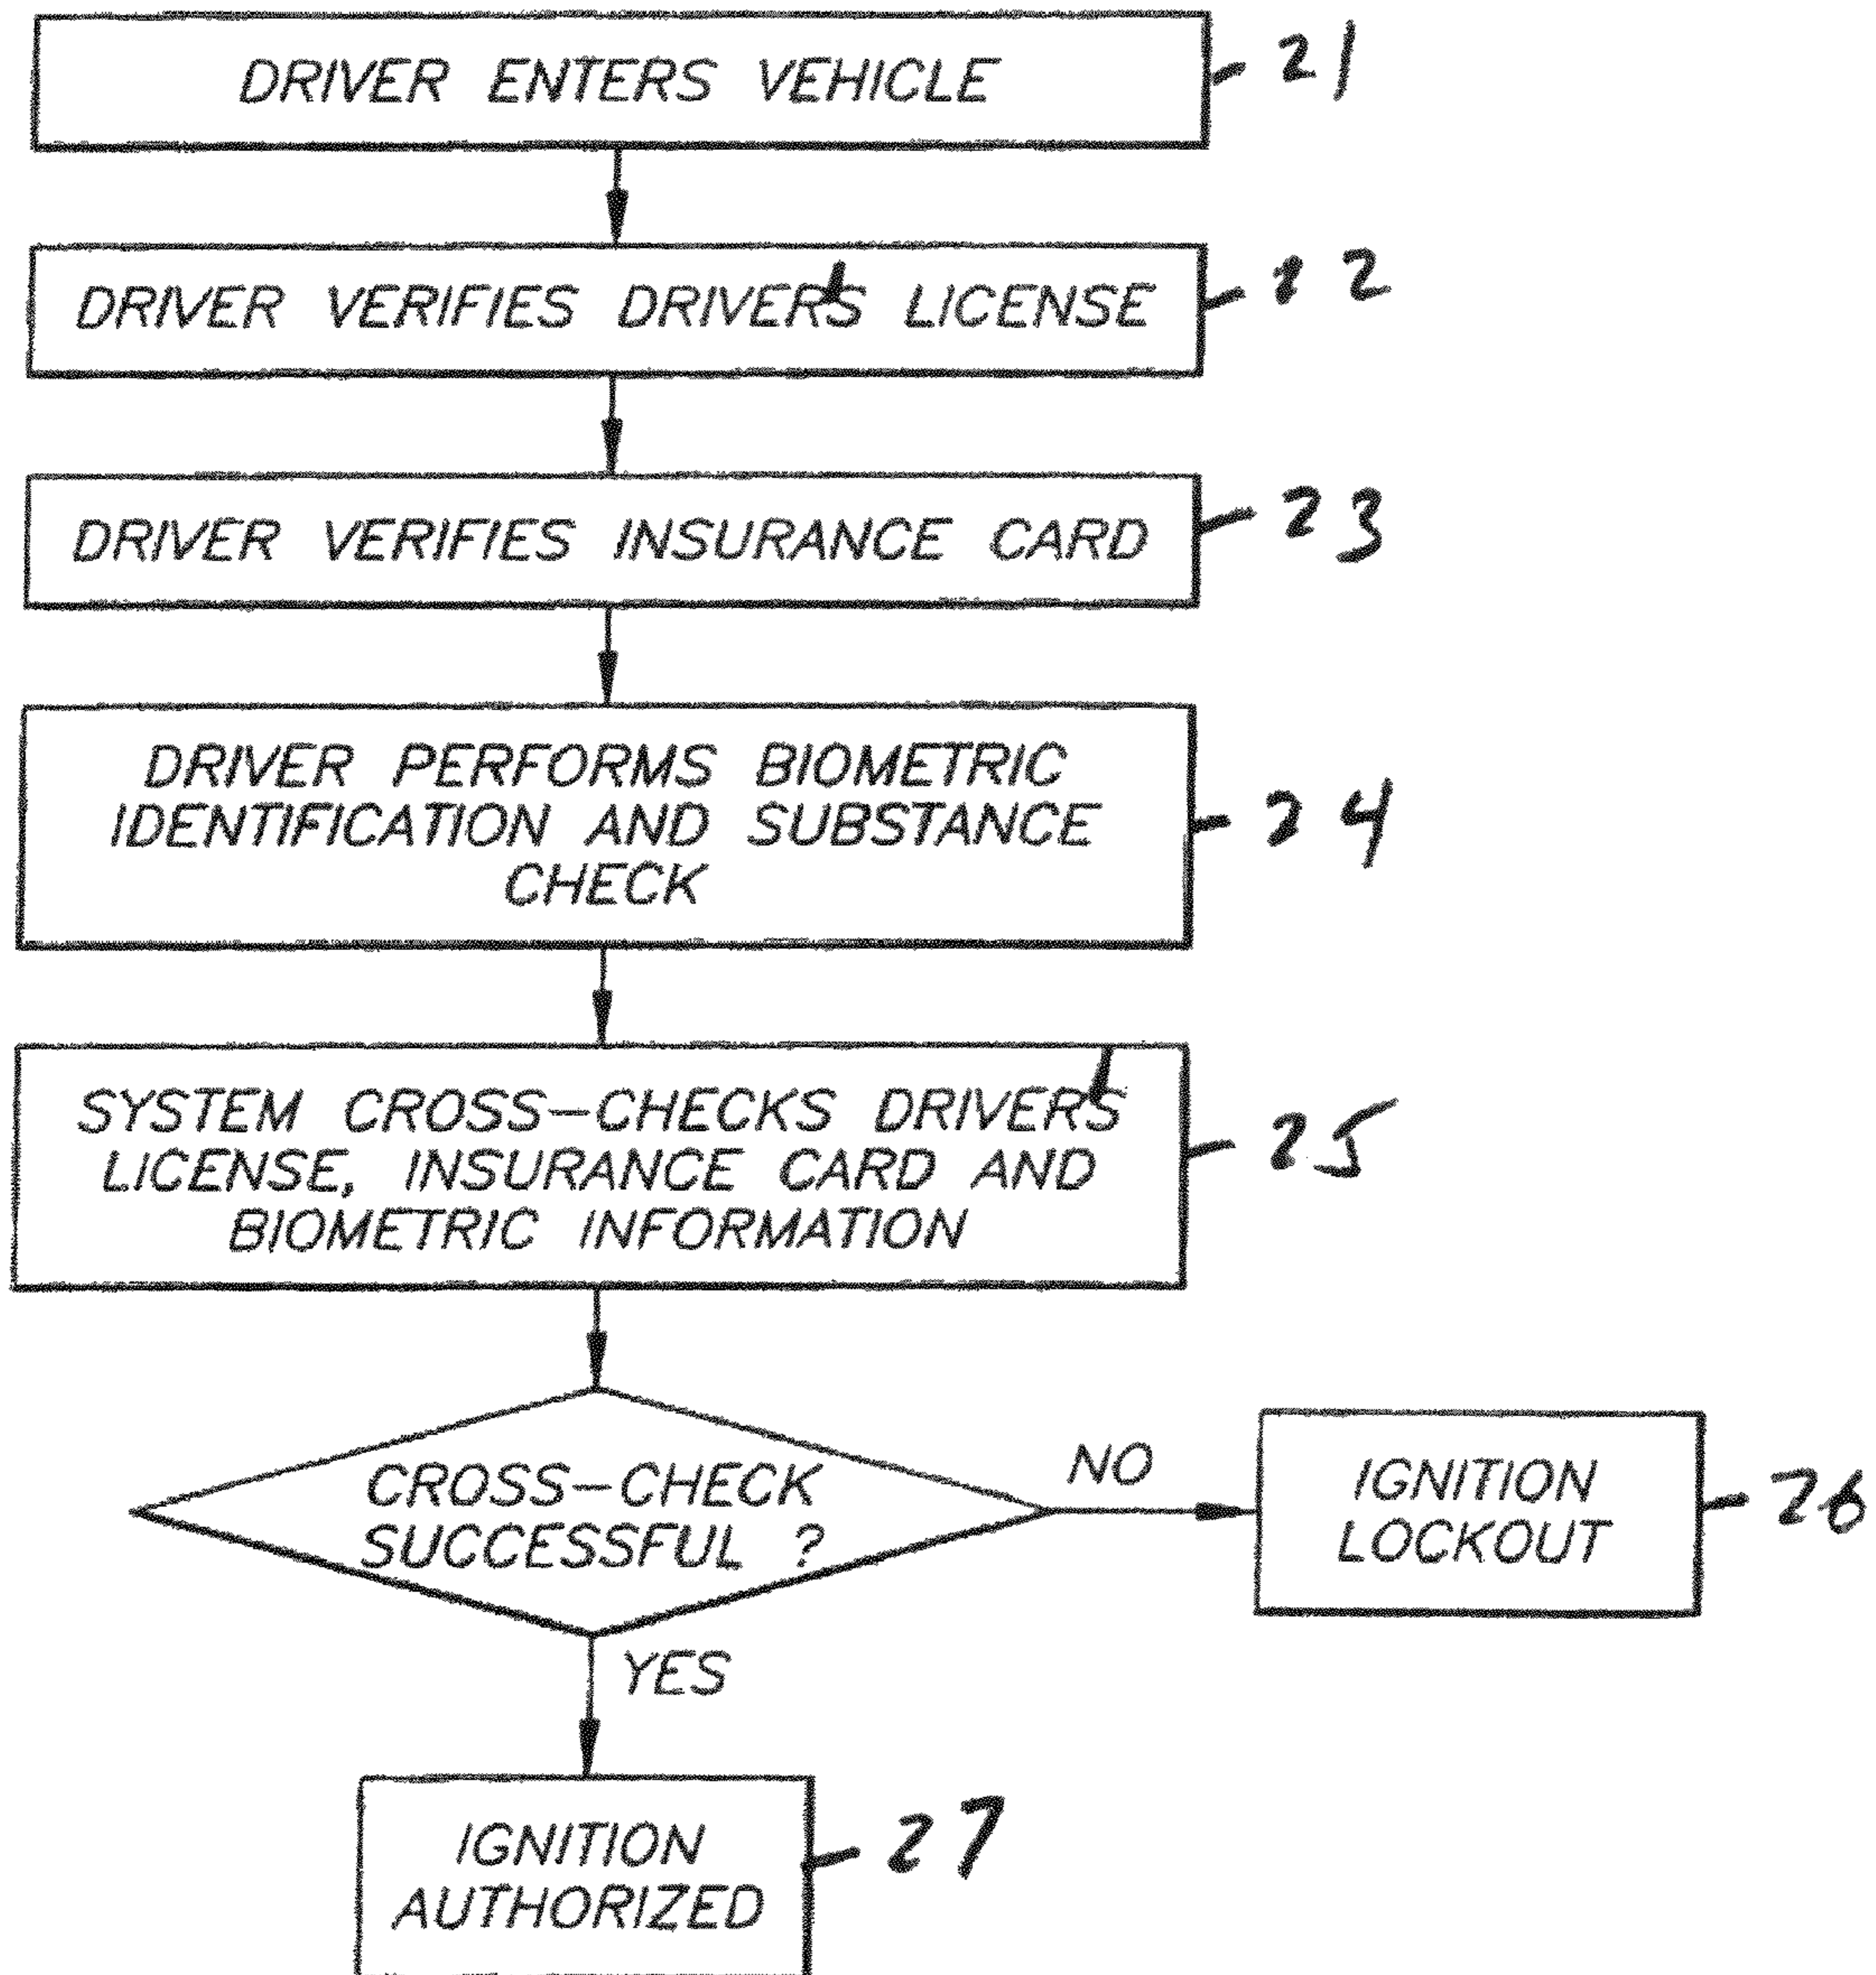 DRIVER ENTERS VEHICLE
21
DRIVER VERIFIES DRIVER'S LICENSE
22
DRIVER VERIFIES INSURANCE CARD
23
DRIVER PERFORMS BIOMETRIC
IDENTIFICATION AND SUBSTANCE
CHECK
24
SYSTEM CROSS-CHECKS DRIVER'S
LICENSE, INSURANCE CARD AND
BIOMETRIC INFORMATION
25
CROSS-CHECK
SUCCESSFUL ?
NO
IGNITION
LOCKOUT
26
YES
IGNITION
AUTHORIZED
27